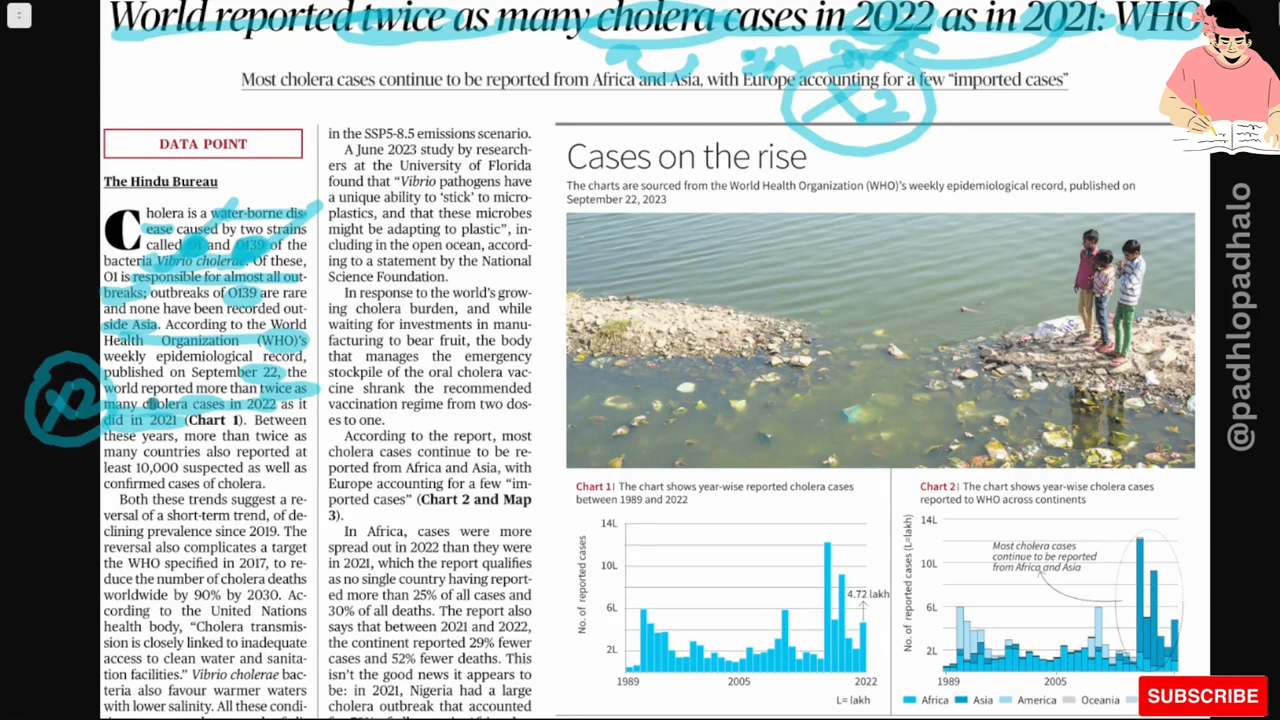 World reported twice as many cholera cases in 2022 as in 2021: WHO
Most cholera cases continue to be reported from Africa and Asia, with Europe accounting for a few “imported cases”
DATA POINT
The Hindu Bureau
Cholera is a water-borne dis-
ease caused by two strains
called O1 and O139 of the
bacteria Vibrio cholerae. Of these,
O1 is responsible for almost all out-
breaks; outbreaks of O139 are rare
and none have been recorded out-
side Asia. According to the World
Health Organization (WHO)'s
weekly epidemiological record,
published on September 22, the
world reported more than twice as
many cholera cases in 2022 as it
did in 2021 (Chart 1). Between
these years, more than twice as
many countries also reported at
least 10,000 suspected as well as
confirmed cases of cholera.
Both these trends suggest a re-
versal of a short-term trend, of de-
clining prevalence since 2019. The
reversal also complicates a target
the WHO specified in 2017, to re-
duce the number of cholera deaths
worldwide by 90% by 2030. Ac-
cording to the United Nations
health body, “Cholera transmis-
sion is closely linked to inadequate
access to clean water and sanita-
tion facilities.” Vibrio cholerae bac-
teria also favour warmer waters
with lower salinity. All these condi-
in the SSP5-8.5 emissions scenario.
A June 2023 study by research-
ers at the University of Florida
found that “Vibrio pathogens have
a unique ability to ‘stick’ to micro-
plastics, and that these microbes
might be adapting to plastic”, in-
cluding in the open ocean, accord-
ing to a statement by the National
Science Foundation.
In response to the world's grow-
ing cholera burden, and while
waiting for investments in manu-
facturing to bear fruit, the body
that manages the emergency
stockpile of the oral cholera vac-
cine shrank the recommended
vaccination regime from two dos-
es to one.
According to the report, most
cholera cases continue to be re-
ported from Africa and Asia, with
Europe accounting for a few “im-
ported cases” (Chart 2 and Map
3).
In Africa, cases were more
spread out in 2022 than they were
in 2021, which the report qualifies
as no single country having report-
ed more than 25% of all cases and
30% of all deaths. The report also
says that between 2021 and 2022,
the continent reported 29% fewer
cases and 52% fewer deaths. This
isn't the good news it appears to
be: in 2021, Nigeria had a large
cholera outbreak that accounted
Cases on the rise
The charts are sourced from the World Health Organization (WHO)'s weekly epidemiological record, published on
September 22, 2023
Chart 1| The chart shows year-wise reported cholera cases
between 1989 and 2022
No. of reported cases
14L
10L
6L
2L
4.72 lakh
1989
2005
2022
L= lakh
Chart 2| The chart shows year-wise cholera cases
reported to WHO across continents
No. of reported cases (L=lakh)
14L
10L
6L
2L
Most cholera cases
continue to be reported
from Africa and Asia
1989
2005
Africa
Asia
America
Oceania
@padhlopadhalo
SUBSCRIBE